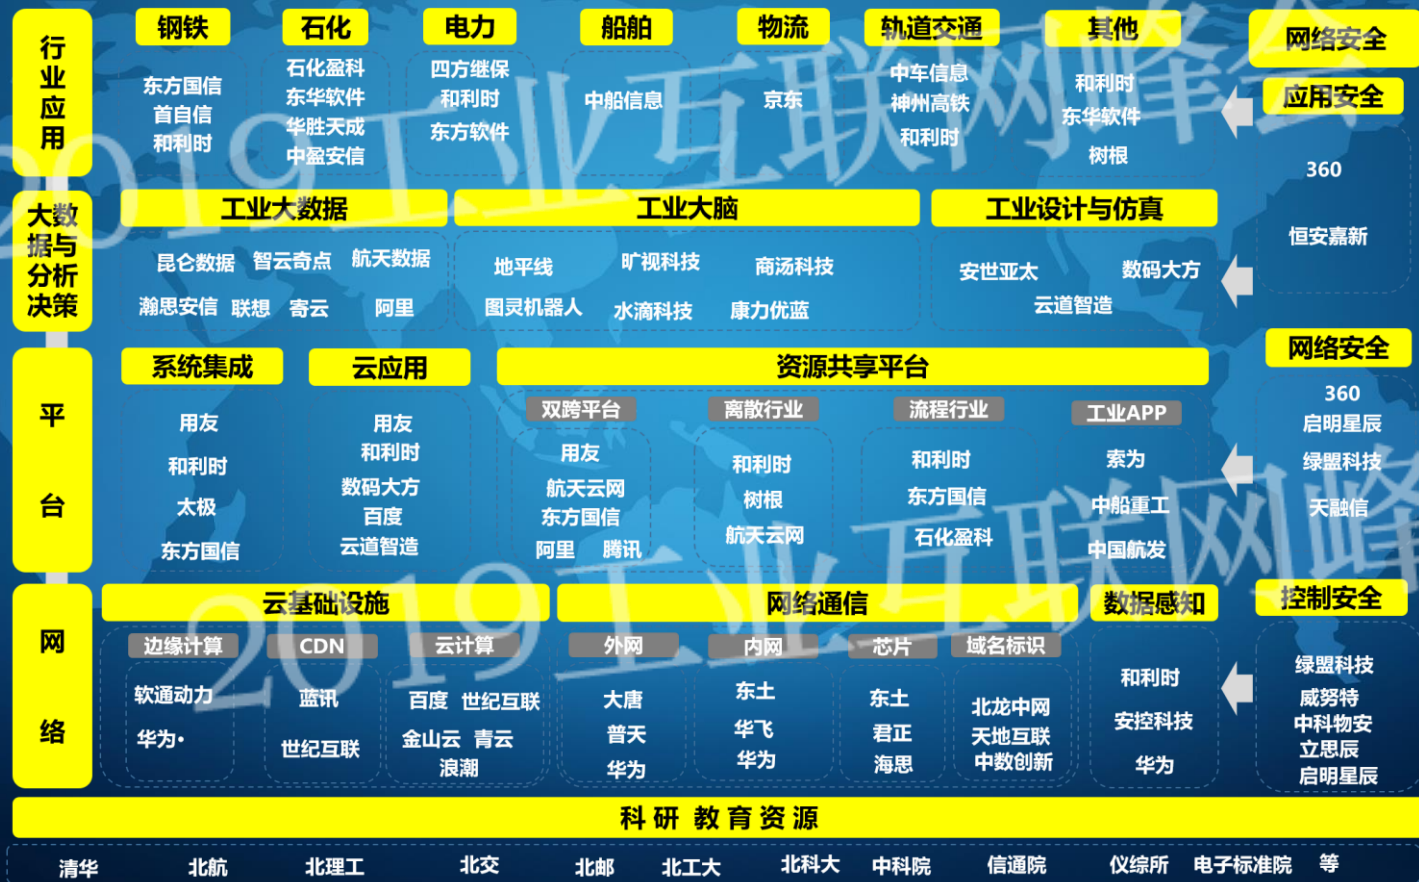 行业应用
钢铁
石化
电力
船舶
物流
轨道交通
其他
网络安全
东方国信
首自信
和利时
石化盈科
东华软件
华胜天成
中盈安信
四方继保
和利时
东方软件
中船信息
京东
中车信息
神州高铁
和利时
和利时
东华软件
树根
应用安全
360
恒安嘉新
大数据与分析决策
工业大数据
工业大脑
工业设计与仿真
昆仑数据 智云奇点 航天数据
瀚思安信 联想 寄云 阿里
地平线 旷视科技 商汤科技
图灵机器人 水滴科技 康力优蓝
安世亚太 数码大方
云道智造
平台
系统集成
云应用
资源共享平台
网络安全
用友
和利时
太极
东方国信
用友
和利时
数码大方
百度
云道智造
双跨平台
用友
航天云网
东方国信
阿里 腾讯
离散行业
和利时
树根
航天云网
流程行业
和利时
东方国信
石化盈科
工业APP
索为
中船重工
中国航发
360
启明星辰
绿盟科技
天融信
网络
云基础设施
网络通信
数据感知
控制安全
边缘计算
软通动力
华为•
CDN
蓝讯
世纪互联
云计算
百度 世纪互联
金山云 青云
浪潮
外网
大唐
普天
华为
内网
东土
华飞
华为
芯片
东土
君正
海思
域名标识
北龙中网
天地互联
中数创新
和利时
安控科技
华为
绿盟科技
威努特
中科物安
立思辰
启明星辰
科研 教育资源
清华 北航 北理工 北交 北邮 北工大 北科大 中科院 信通院 仪综所 电子标准院 等
2019工业互联网峰会
2019工业互联网峰